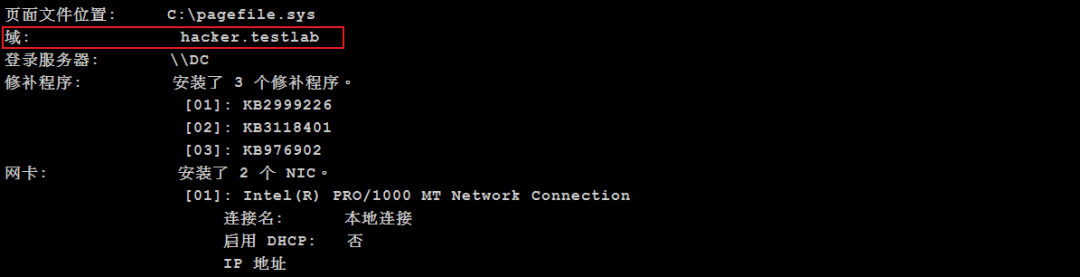 页面文件位置: C:\pagefile.sys
域: hacker.testlab
登录服务器: \\DC
修补程序: 安装了 3 个修补程序。
[01]: KB2999226
[02]: KB3118401
[03]: KB976902
网卡: 安装了 2 个 NIC。
[01]: Intel(R) PRO/1000 MT Network Connection
连接名: 本地连接
启用 DHCP: 否
IP 地址